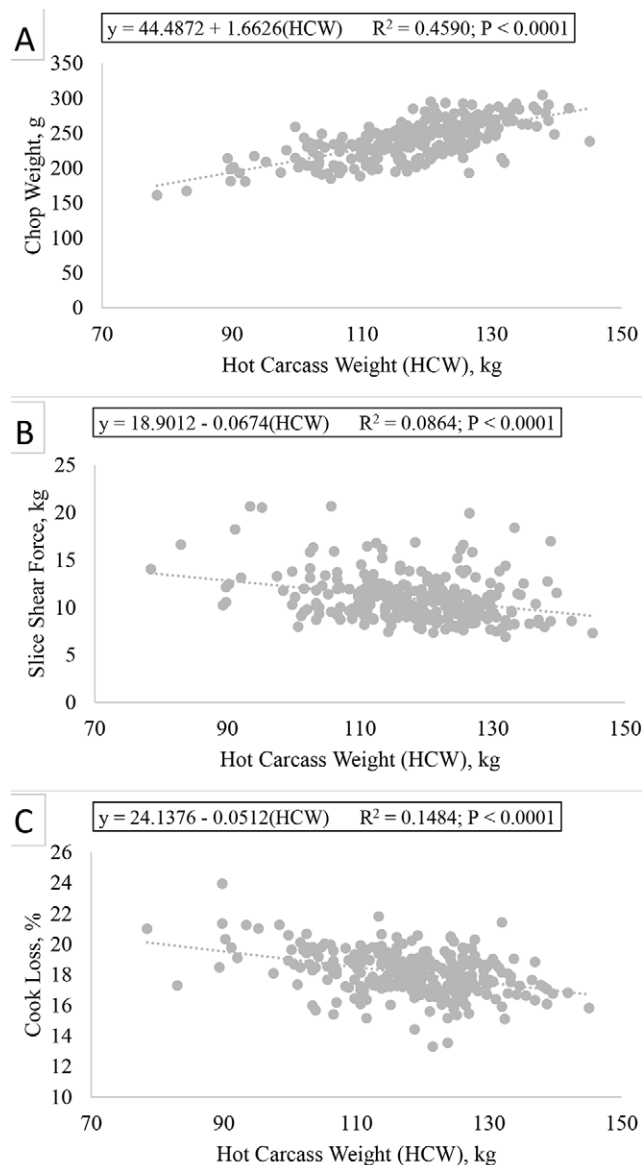 A
y = 44.4872 + 1.6626(HCW) R² = 0.4590; P < 0.0001
350
300
250
200
150
100
50
0
Chop Weight, g
70 90 110 130 150
Hot Carcass Weight (HCW), kg
B
y = 18.9012 - 0.0674(HCW) R² = 0.0864; P < 0.0001
25
20
15
10
5
0
Slice Shear Force, kg
70 90 110 130 150
Hot Carcass Weight (HCW), kg
C
y = 24.1376 - 0.0512(HCW) R² = 0.1484; P < 0.0001
26
24
22
20
18
16
14
12
10
Cook Loss, %
70 90 110 130 150
Hot Carcass Weight (HCW), kg